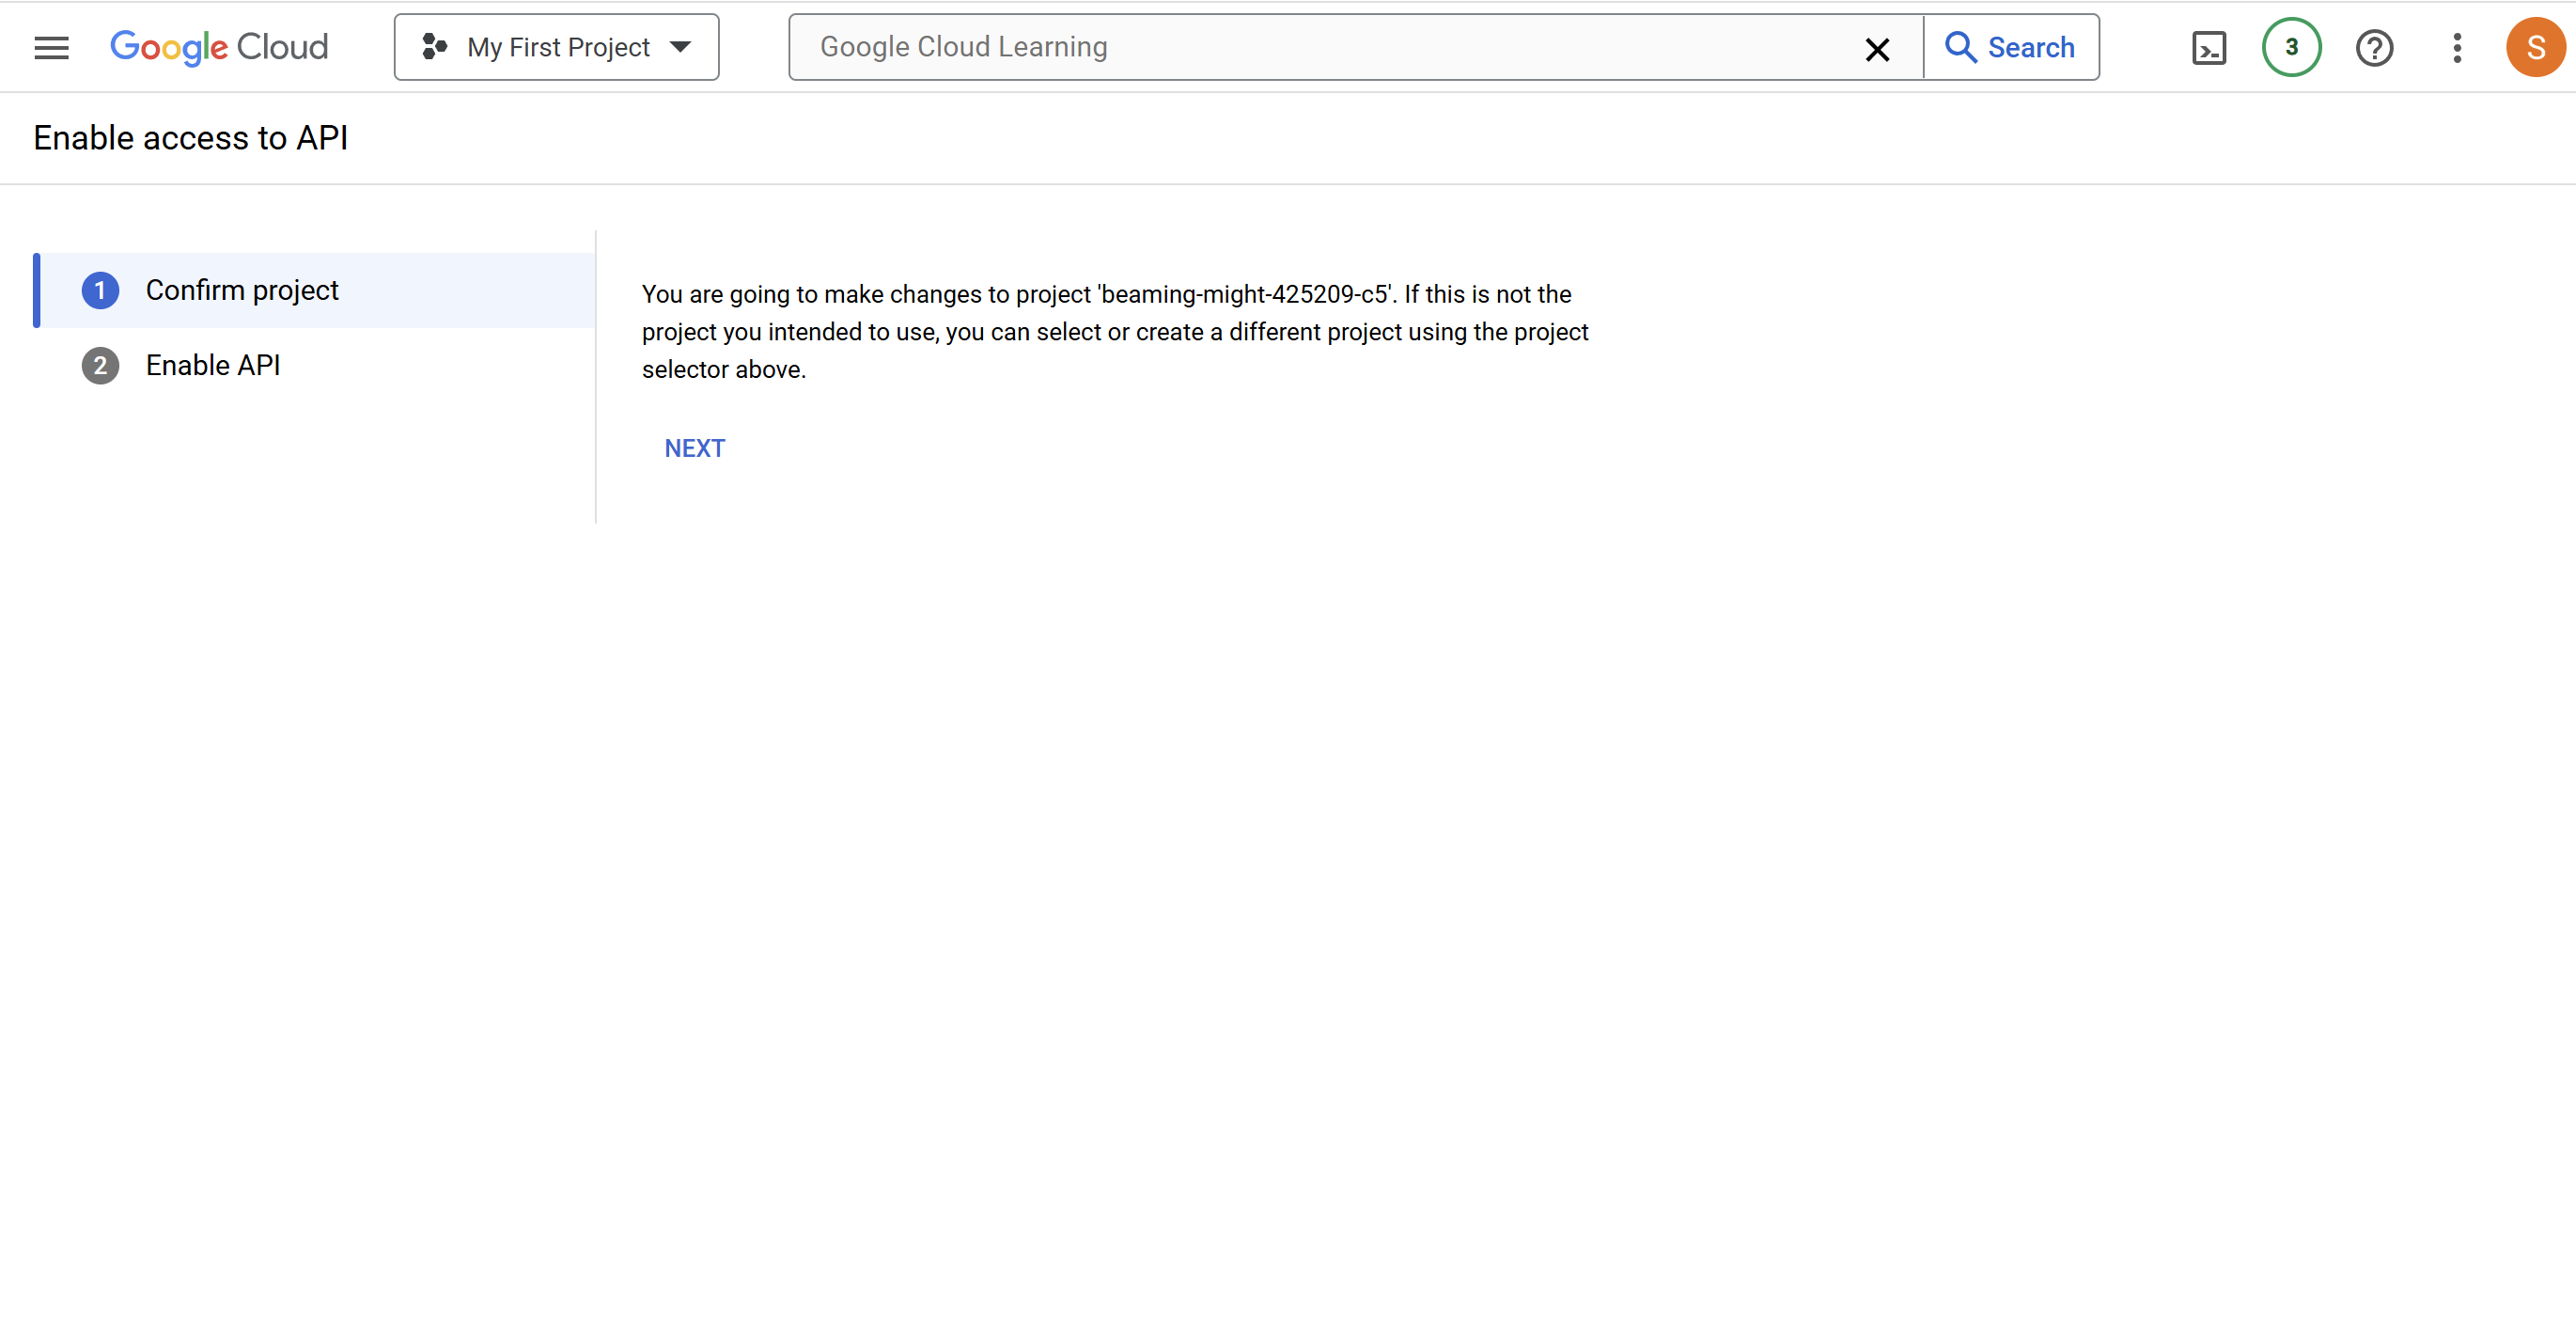 Google Cloud
My First Project
Google Cloud Learning
Search
3
S
Enable access to API
1 Confirm project
2 Enable API
You are going to make changes to project 'beaming-might-425209-c5'. If this is not the
project you intended to use, you can select or create a different project using the project
selector above.
NEXT